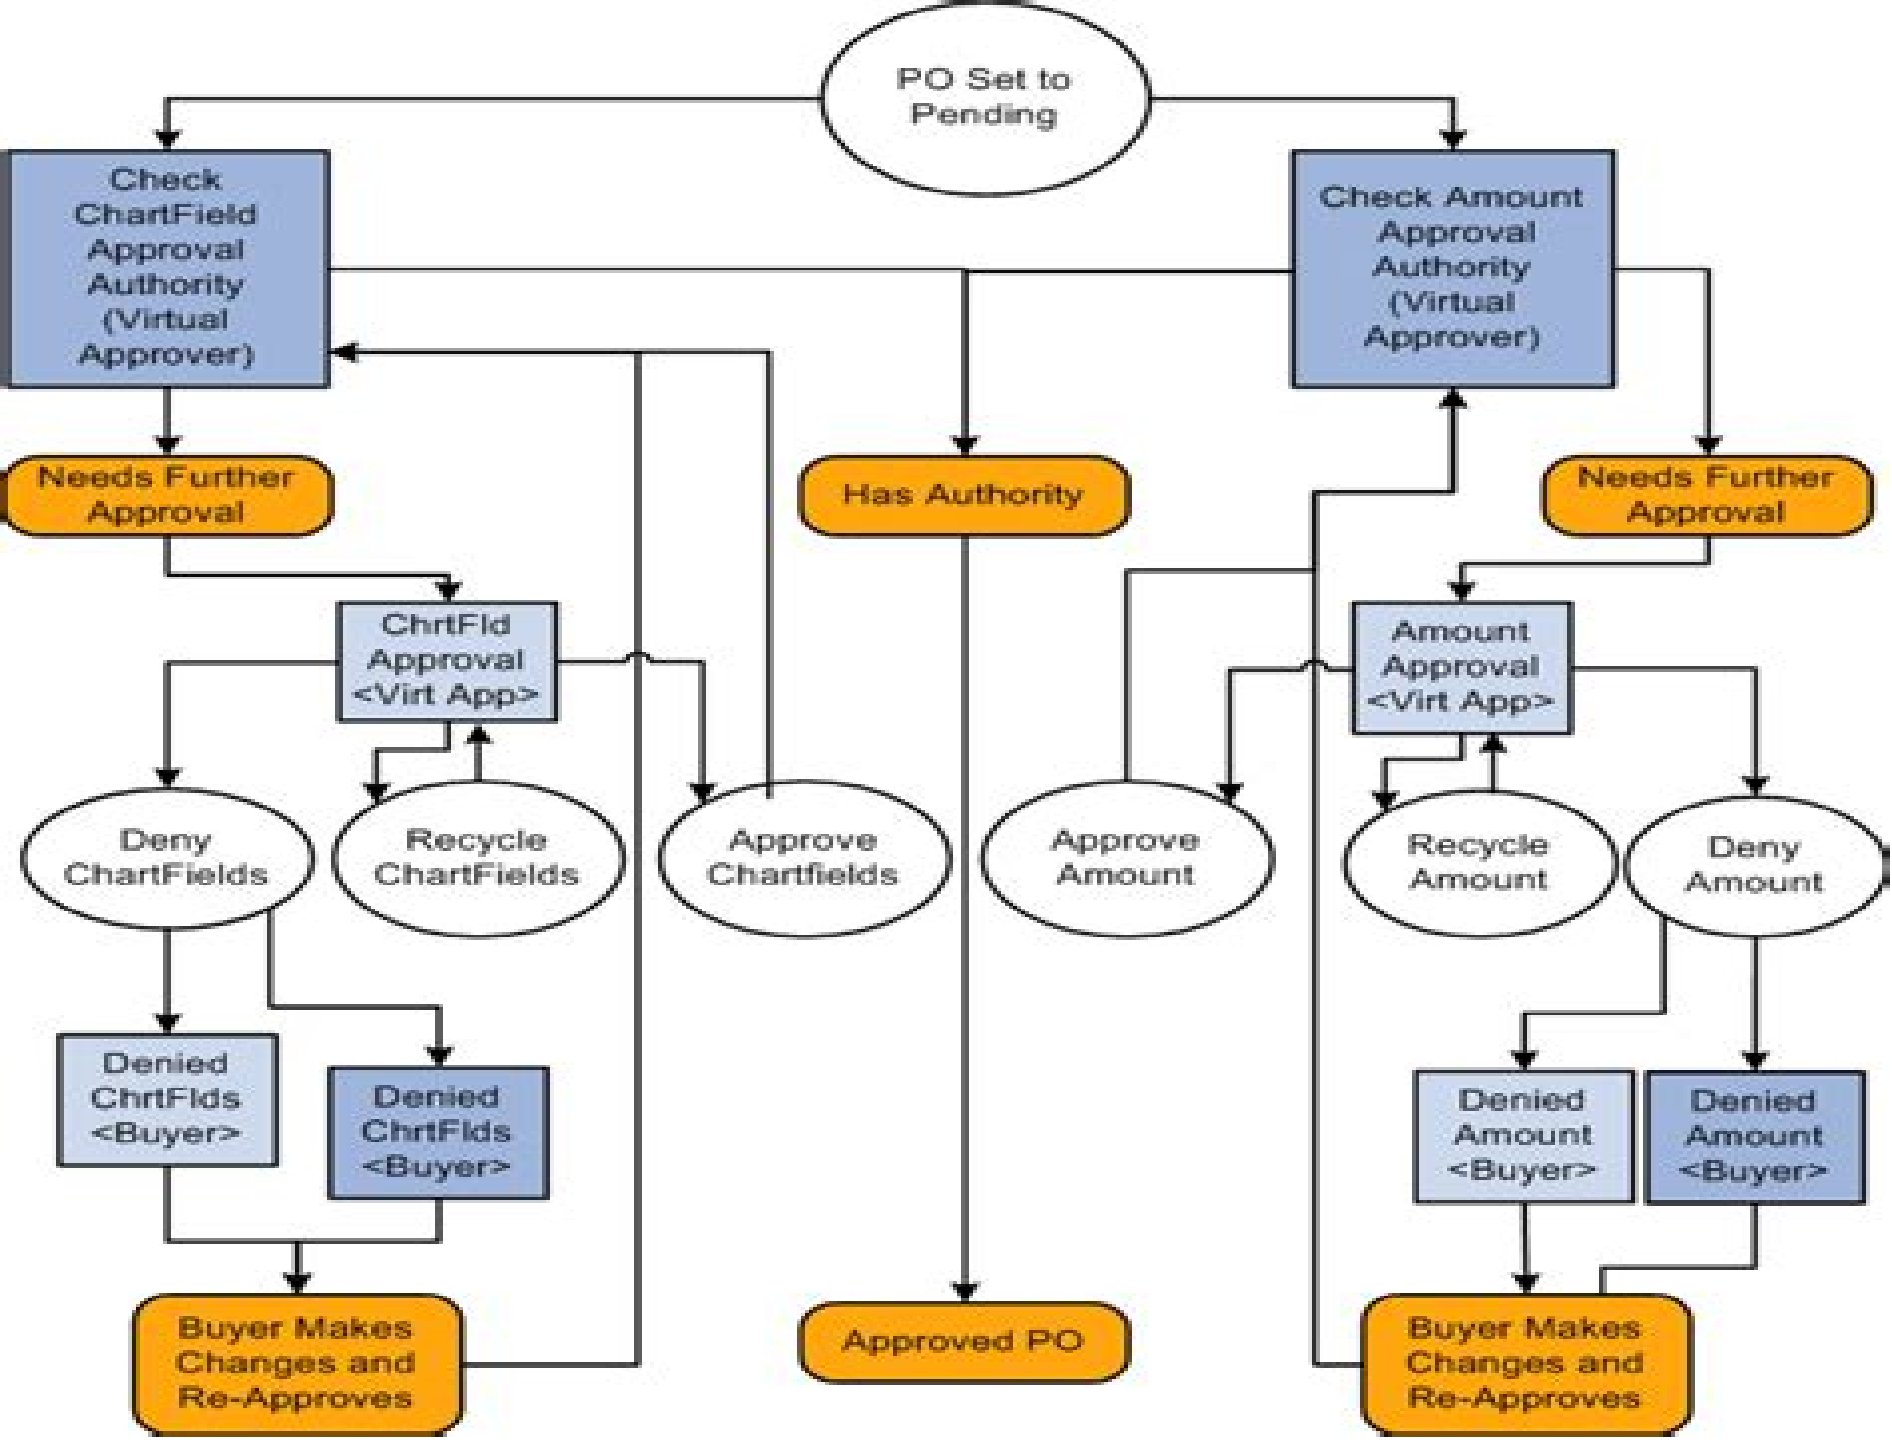 PO Set to
Pending
Check
ChartField
Approval
Authority
(Virtual
Approver)
Check Amount
Approval
Authority
(Virtual
Approver)
Needs Further
Approval
Has Authority
Needs Further
Approval
ChrtFld
Approval
<Virt App>
Amount
Approval
<Virt App>
Deny
ChartFields
Recycle
ChartFields
Approve
Chartfields
Approve
Amount
Recycle
Amount
Deny
Amount
Denied
ChrtFlds
<Buyer>
Denied
ChrtFlds
<Buyer>
Denied
Amount
<Buyer>
Denied
Amount
<Buyer>
Buyer Makes
Changes and
Re-Approves
Approved PO
Buyer Makes
Changes and
Re-Approves